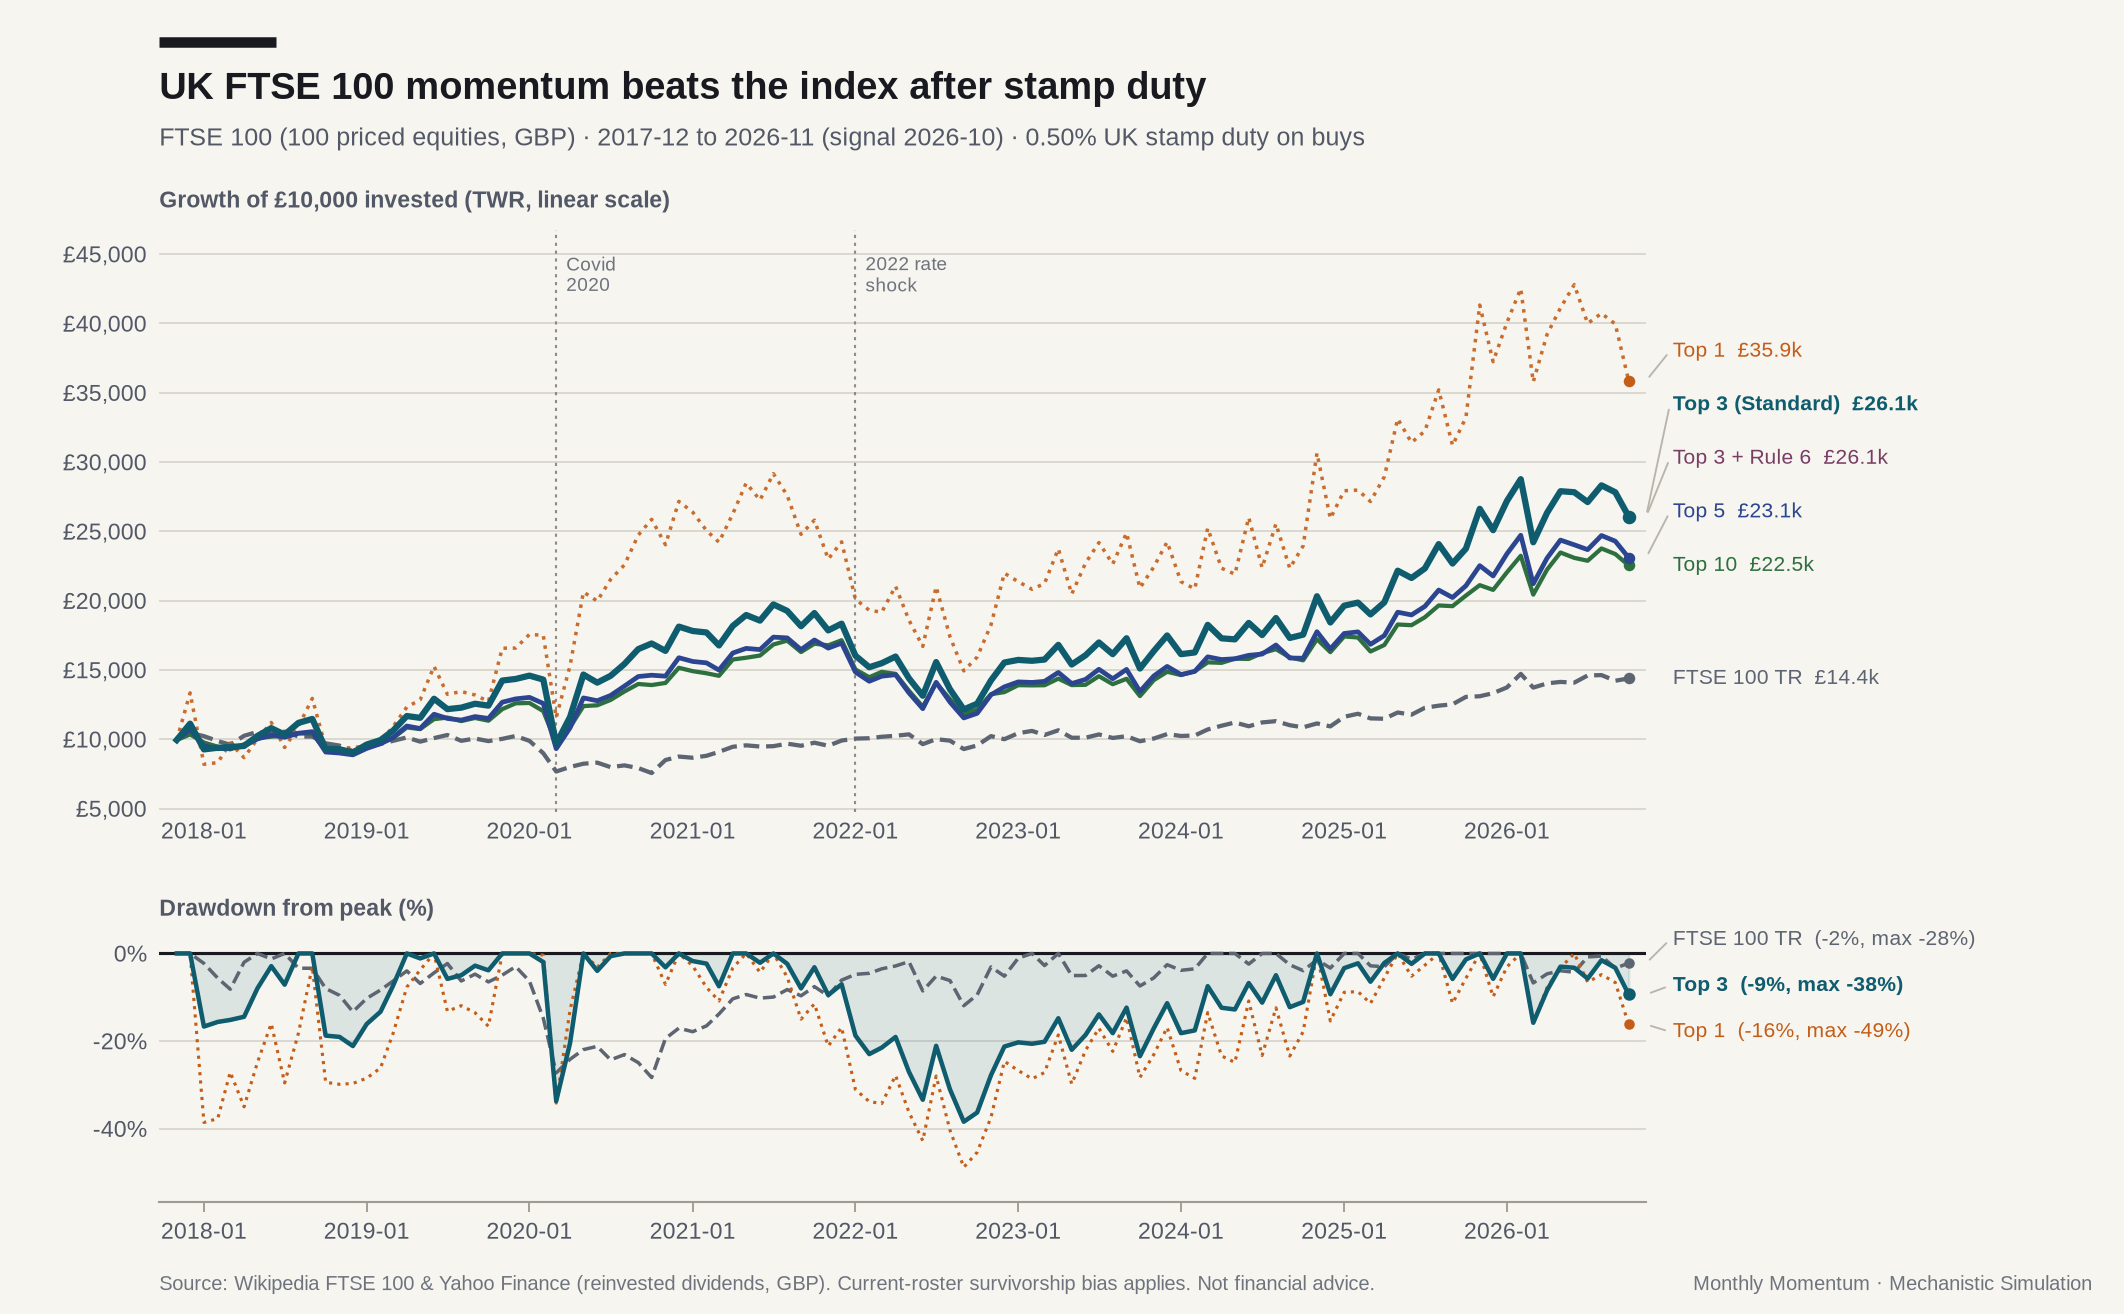 UK FTSE 100 momentum beats the index after stamp duty
FTSE 100 (100 priced equities, GBP) · 2017-12 to 2026-11 (signal 2026-10) · 0.50% UK stamp duty on buys
Growth of £10,000 invested (TWR, linear scale)
£45,000
£40,000
£35,000
£30,000
£25,000
£20,000
£15,000
£10,000
£5,000
Covid
2020
2022 rate
shock
Top 1 £35.9k
Top 3 (Standard) £26.1k
Top 3 + Rule 6 £26.1k
Top 5 £23.1k
Top 10 £22.5k
FTSE 100 TR £14.4k
2018-01 2019-01 2020-01 2021-01 2022-01 2023-01 2024-01 2025-01 2026-01
Drawdown from peak (%)
0%
-20%
-40%
FTSE 100 TR (-2%, max -28%)
Top 3 (-9%, max -38%)
Top 1 (-16%, max -49%)
2018-01 2019-01 2020-01 2021-01 2022-01 2023-01 2024-01 2025-01 2026-01
Source: Wikipedia FTSE 100 & Yahoo Finance (reinvested dividends, GBP). Current-roster survivorship bias applies. Not financial advice.
Monthly Momentum · Mechanistic Simulation